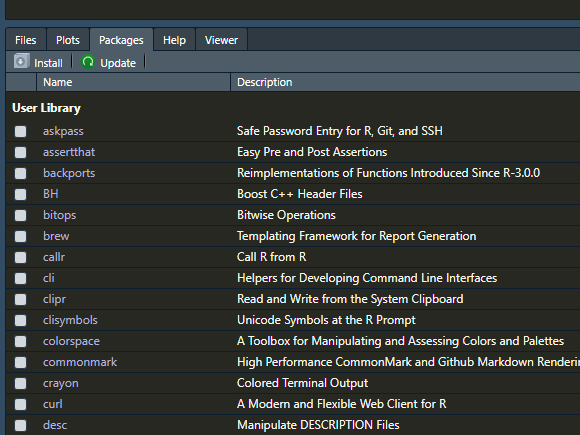 Files Plots Packages Help Viewer
Install Update
Name Description
User Library
askpass Safe Password Entry for R, Git, and SSH
assertthat Easy Pre and Post Assertions
backports Reimplementations of Functions Introduced Since R-3.0.0
BH Boost C++ Header Files
bitops Bitwise Operations
brew Templating Framework for Report Generation
callr Call R from R
cli Helpers for Developing Command Line Interfaces
clipr Read and Write from the System Clipboard
clisymbols Unicode Symbols at the R Prompt
colorspace A Toolbox for Manipulating and Assessing Colors and Palettes
commonmark High Performance CommonMark and Github Markdown Renderin
crayon Colored Terminal Output
curl A Modern and Flexible Web Client for R
desc Manipulate DESCRIPTION Files